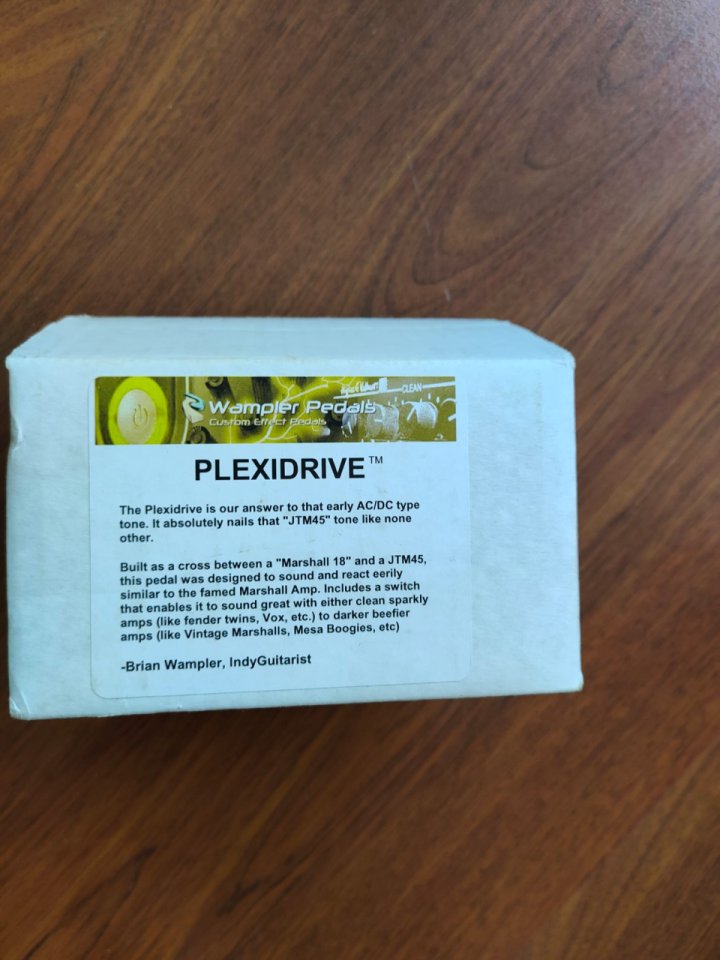 CLEAN
Wampler Pedals
Custom Effect Pedals
PLEXIDRIVE™
The Plexidrive is our answer to that early AC/DC type
tone. It absolutely nails that "JTM45" tone like none
other.
Built as a cross between a "Marshall 18" and a JTM45,
this pedal was designed to sound and react eerily
similar to the famed Marshall Amp. Includes a switch
that enables it to sound great with either clean sparkly
amps (like fender twins, Vox, etc.) to darker beefier
amps (like Vintage Marshalls, Mesa Boogies, etc)
-Brian Wampler, IndyGuitarist